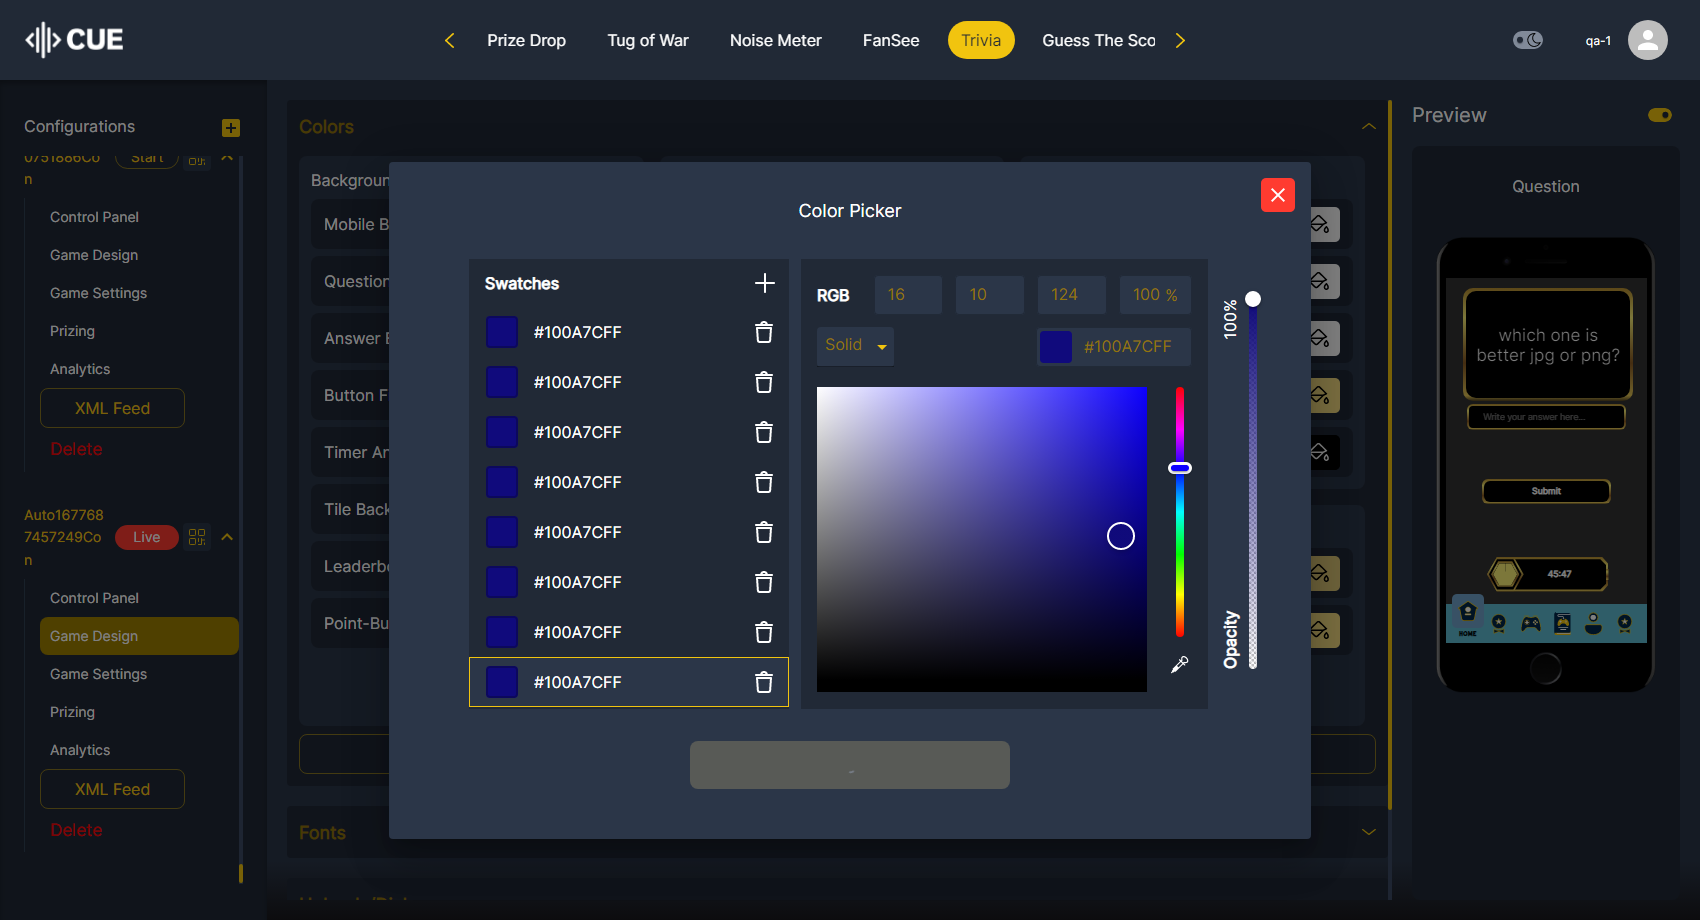 CUE
Prize Drop
Tug of War
Noise Meter
FanSee
Trivia
Guess The Sco
qa-1
Configurations
0751886Co
n
Start
Control Panel
Game Design
Game Settings
Prizing
Analytics
XML Feed
Delete
Auto167768
7457249Co
n
Live
Control Panel
Game Design
Game Settings
Prizing
Analytics
XML Feed
Delete
Colors
Backgroun
Mobile B
Question
Answer B
Button F
Timer An
Tile Back
Leaderbo
Point-Bu
Fonts
Color Picker
Swatches
#100A7CFF
#100A7CFF
#100A7CFF
#100A7CFF
#100A7CFF
#100A7CFF
#100A7CFF
#100A7CFF
RGB
16
10
124
100 %
Solid
#100A7CFF
100%
Opacity
Preview
Question
which one is
better jpg or png?
Write your answer here...
Submit
45:47
HOME